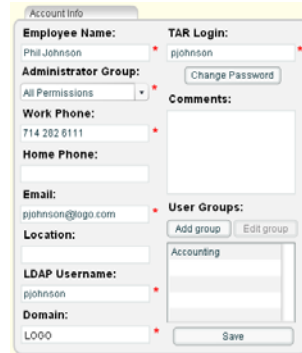 Account Info
Employee Name:
Phil Johnson *
Administrator Group:
All Permissions *
Work Phone:
714 282 6111 *
Home Phone:
Email:
pjohnson@logo.com *
Location:
LDAP Username:
pjohnson *
Domain:
LOGO *
TAR Login:
pjohnson *
Change Password
Comments:
User Groups:
Add group Edit group
Accounting
Save